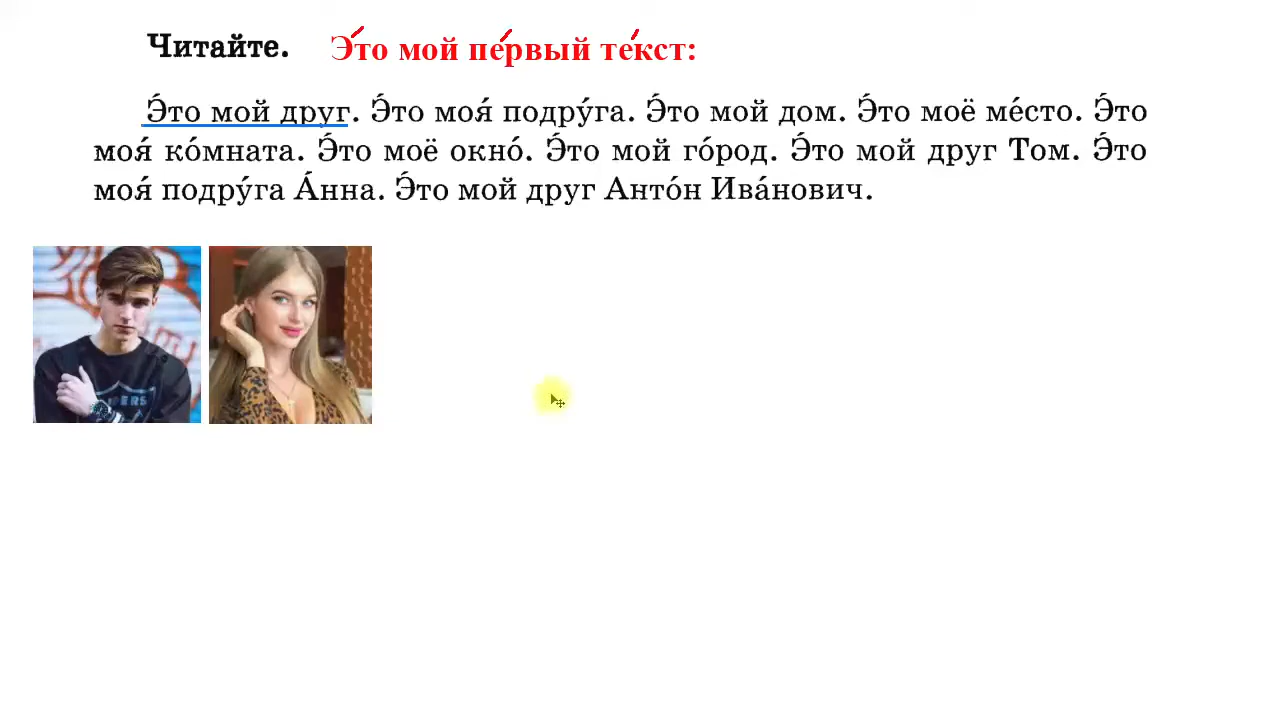 Читайте. Э́то мой пе́рвый те́кст:
Э́то мой друг. Э́то моя́ подру́га. Э́то мой дом. Э́то моё ме́сто. Э́то
моя́ ко́мната. Э́то моё окно́. Э́то мой го́род. Э́то мой друг Том. Э́то
моя́ подру́га А́нна. Э́то мой друг Анто́н Ива́нович.